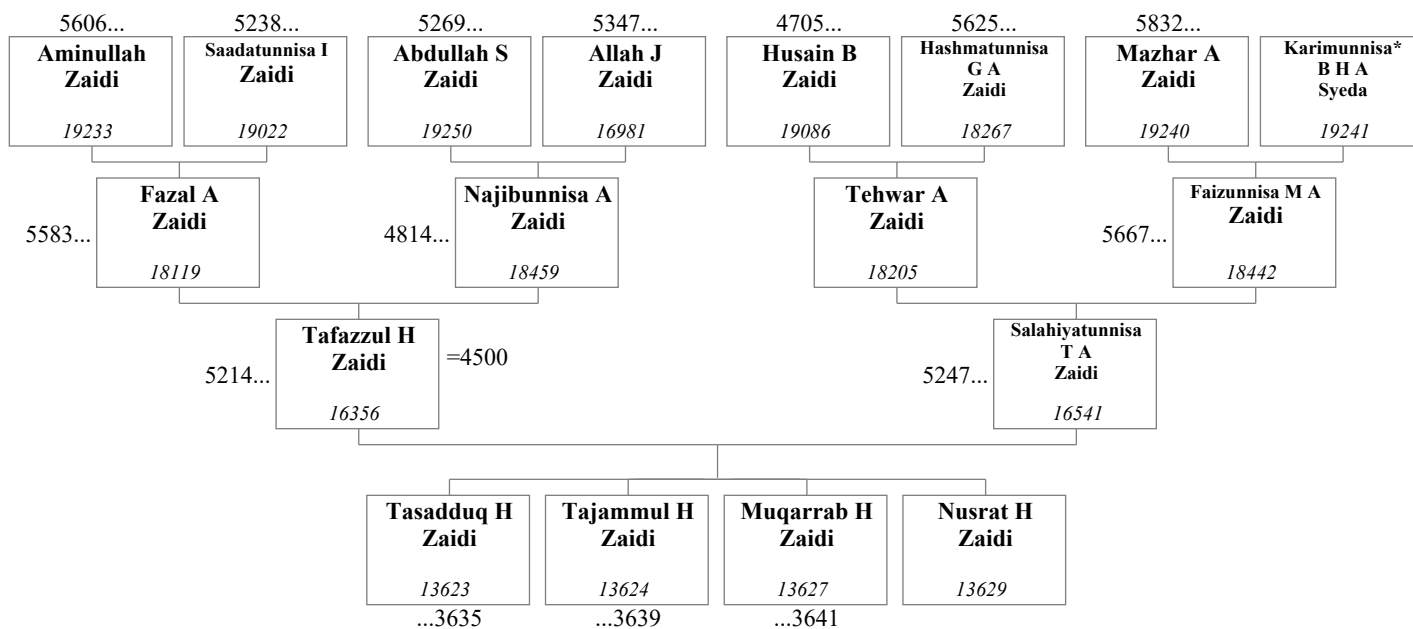 5606...
5238...
5269...
5347...
4705...
5625...
5832...
Aminullah
Zaidi
19233
Saadatunnisa I
Zaidi
19022
Abdullah S
Zaidi
19250
Allah J
Zaidi
16981
Husain B
Zaidi
19086
Hashmatunnisa
G A
Zaidi
18267
Mazhar A
Zaidi
19240
Karimunnisa*
B H A
Syeda
19241
5583...
Fazal A
Zaidi
18119
4814...
Najibunnisa A
Zaidi
18459
Tehwar A
Zaidi
18205
5667...
Faizunnisa M A
Zaidi
18442
5214...
Tafazzul H
Zaidi
16356
=4500
5247...
Salahiyatunnisa
T A
Zaidi
16541
Tasadduq H
Zaidi
13623
...3635
Tajammul H
Zaidi
13624
...3639
Muqarrab H
Zaidi
13627
...3641
Nusrat H
Zaidi
13629